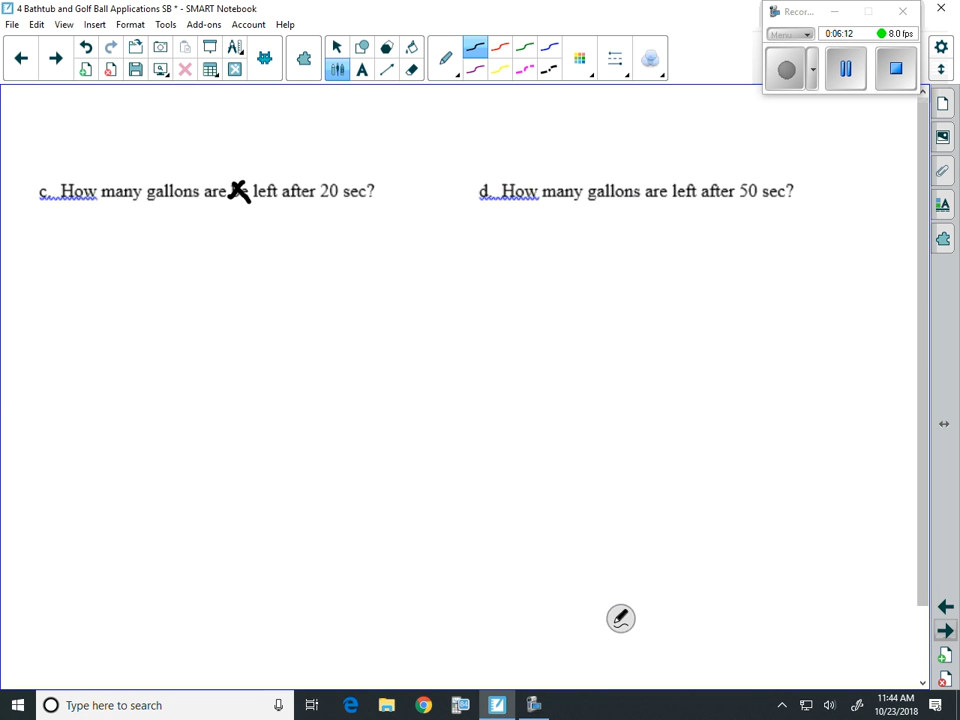 4 Bathtub and Golf Ball Applications SB * - SMART Notebook
Recor...
File Edit View Insert Format Tools Add-ons Account Help
Menu 0:06:12 8.0 fps
A
A
c. How many gallons are left after 20 sec?
d. How many gallons are left after 50 sec?
Type here to search
11:44 AM
10/23/2018